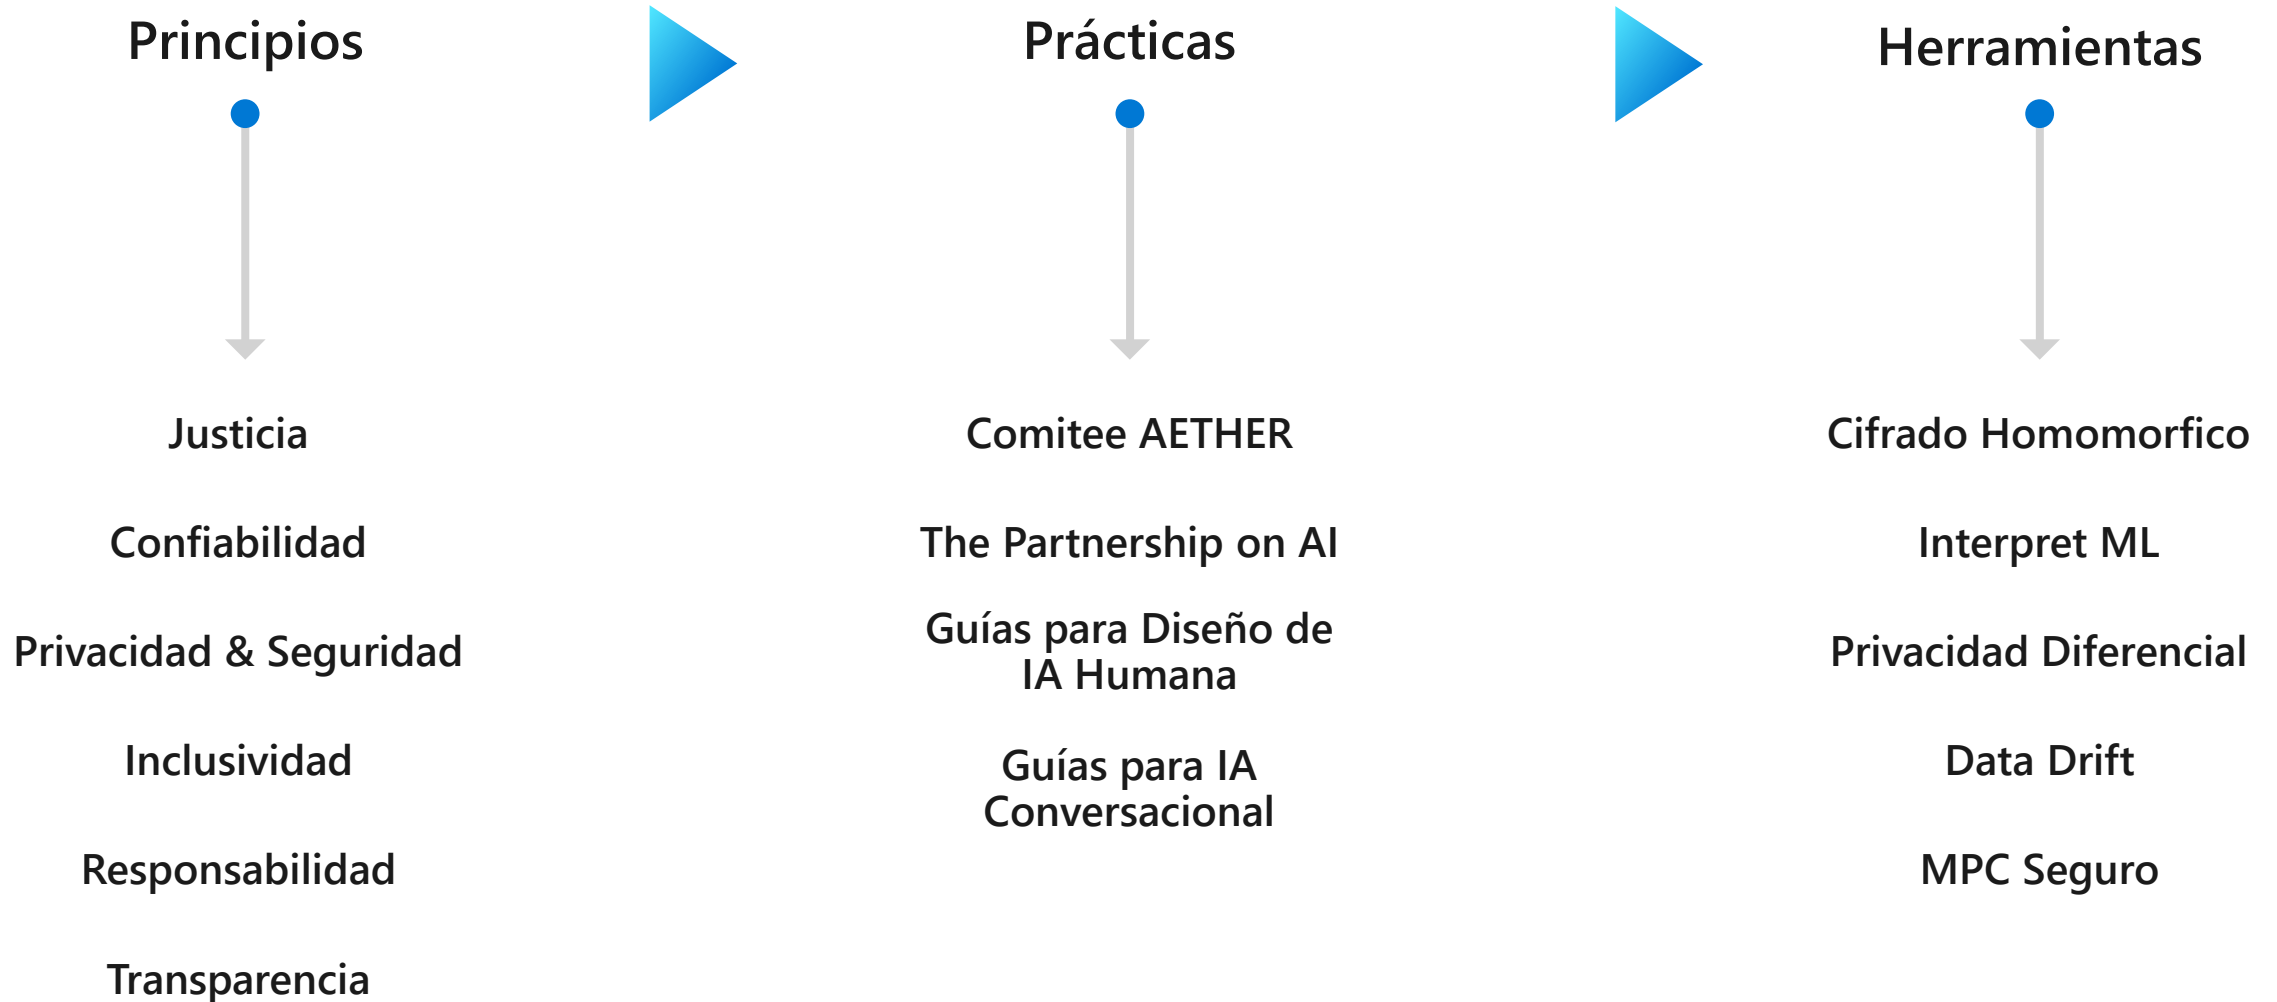 Principios
Justicia
Confiabilidad
Privacidad & Seguridad
Inclusividad
Responsabilidad
Transparencia
Prácticas
Comitee AETHER
The Partnership on AI
Guías para Diseño de
IA Humana
Guías para IA
Conversacional
Herramientas
Cifrado Homomorfico
Interpret ML
Privacidad Diferencial
Data Drift
MPC Seguro